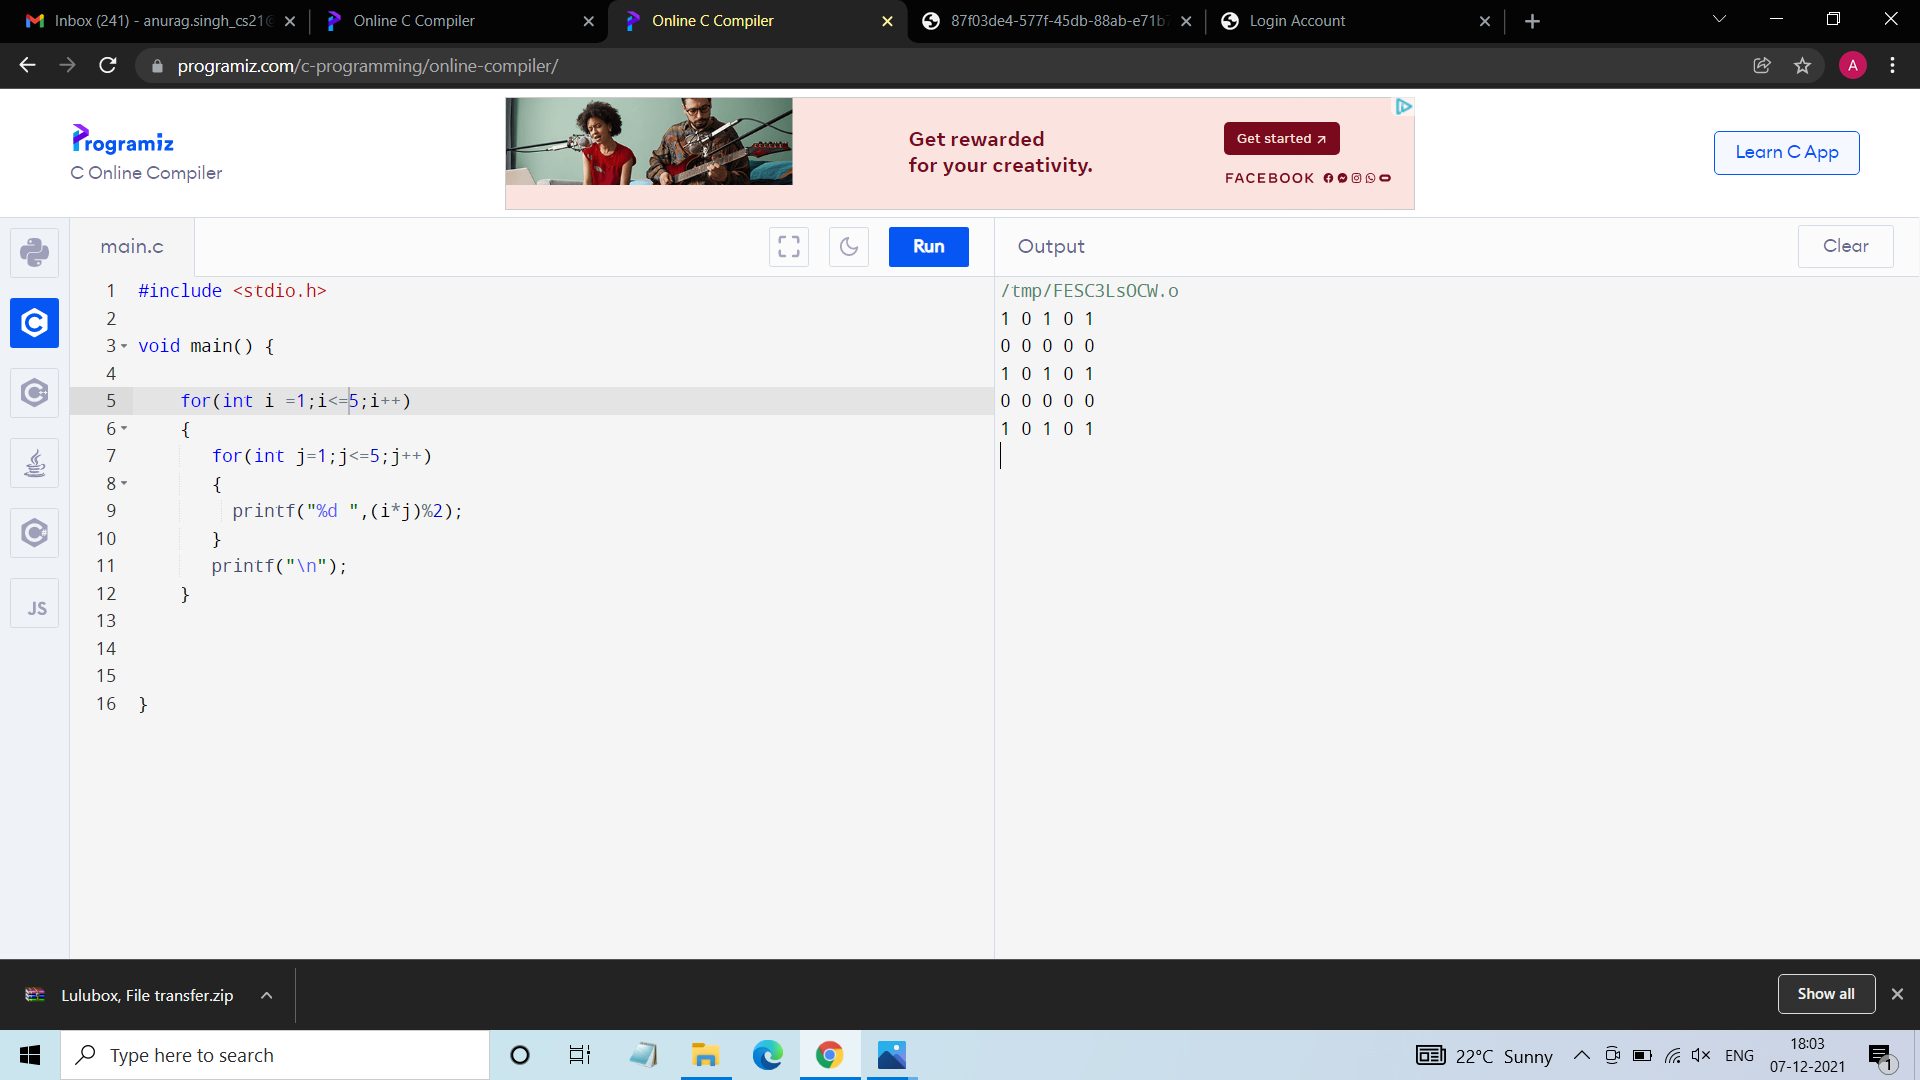 Inbox (241) - anurag.singh_cs21@
Online C Compiler
Online C Compiler
87f03de4-577f-45db-88ab-e71b
Login Account
programiz.com/c-programming/online-compiler/
A
Programiz
C Online Compiler
Get rewarded
for your creativity.
Get started ↗
FACEBOOK
Learn C App
main.c
Run
Output
Clear
1 #include <stdio.h>
2
3 void main() {
4
5 for(int i =1;i<=5;i++)
6 {
7 for(int j=1;j<=5;j++)
8 {
9 printf("%d ",(i*j)%2);
10 }
11 printf("\n");
12 }
13
14
15
16 }
/tmp/FESC3LsOCW.o
1 0 1 0 1
0 0 0 0 0
1 0 1 0 1
0 0 0 0 0
1 0 1 0 1
JS
Lulubox, File transfer.zip
Show all
Type here to search
22°C Sunny
ENG
18:03
07-12-2021
1